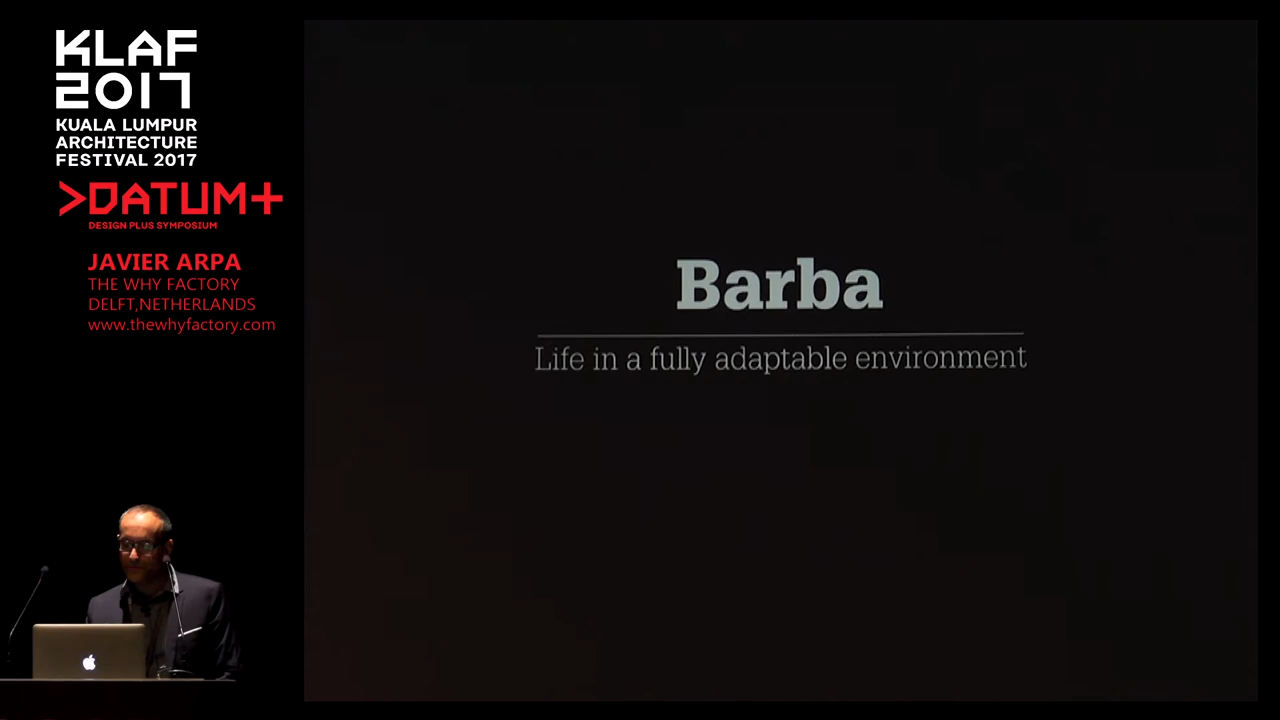 KLAF
2017
KUALA LUMPUR
ARCHITECTURE
FESTIVAL 2017
>DATUM+
DESIGN PLUS SYMPOSIUM
JAVIER ARPA
THE WHY FACTORY
DELFT,NETHERLANDS
www.thewhyfactory.com
Barba
Life in a fully adaptable environment